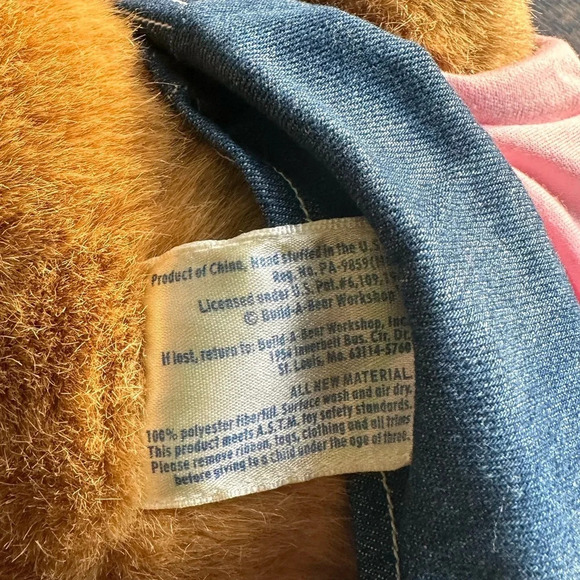 Product of China, Head stuffed in the U.S.
Reg. No. PA-9859(
Licensed under U.S. Pat.#6,109,19
© Build-A-Bear Workshop
If lost, return to: Build-A-Bear Workshop, Inc.
1954 Innerbelt Bus. Ctr. Dr.
St. Louis, Mo. 63114-5760
ALL NEW MATERIAL
100% polyester fiberfill. Surface wash and air dry.
This product meets A.S.T.M. toy safety standards.
Please remove ribbon, tags, clothing and all trims
before giving to a child under the age of three.